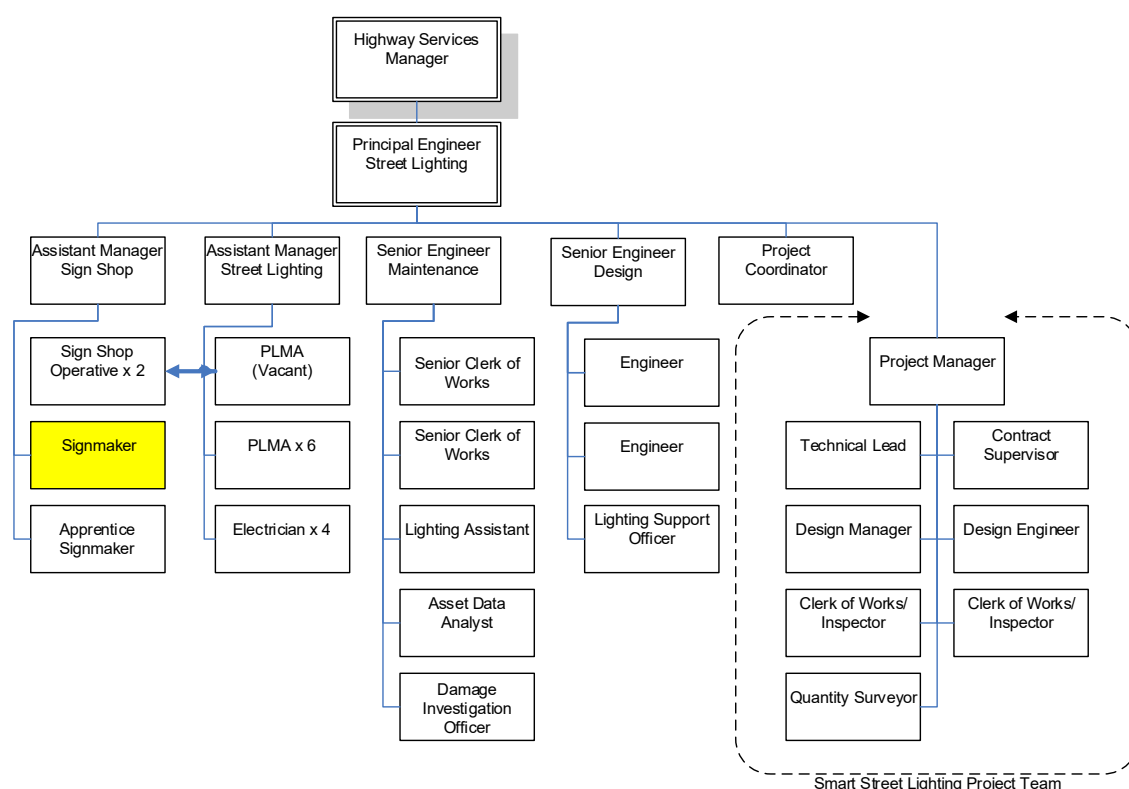 Highway Services
Manager
Principal Engineer
Street Lighting
Assistant Manager
Sign Shop
Assistant Manager
Street Lighting
Senior Engineer
Maintenance
Senior Engineer
Design
Project
Coordinator
Sign Shop
Operative x 2
Signmaker
Apprentice
Signmaker
PLMA
(Vacant)
PLMA x 6
Electrician x 4
Senior Clerk of
Works
Senior Clerk of
Works
Lighting Assistant
Asset Data
Analyst
Damage
Investigation
Officer
Engineer
Engineer
Lighting Support
Officer
Project Manager
Technical Lead
Contract
Supervisor
Design Manager
Design Engineer
Clerk of Works/
Inspector
Clerk of Works/
Inspector
Quantity Surveyor
Smart Street Lighting Project Team